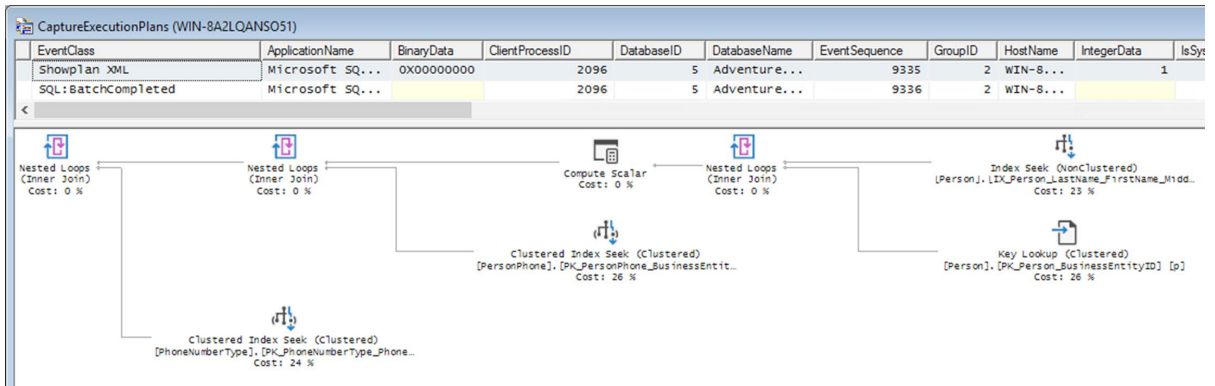 CaptureExecutionPlans (WIN-8A2LQANSO51)
EventClass ApplicationName BinaryData ClientProcessID DatabaseID DatabaseName EventSequence GroupID HostName IntegerData IsSys
Showplan XML Microsoft SQ... 0X00000000 2096 5 Adventure... 9335 2 WIN-8... 1
SQL:BatchCompleted Microsoft SQ... 2096 5 Adventure... 9336 2 WIN-8...
Nested Loops
(Inner Join)
Cost: 0 %
Nested Loops
(Inner Join)
Cost: 0 %
Compute Scalar
Cost: 0 %
Nested Loops
(Inner Join)
Cost: 0 %
Index Seek (NonClustered)
[Person].[IX_Person_LastName_FirstName_Midd...
Cost: 23 %
Clustered Index Seek (Clustered)
[PersonPhone].[PK_PersonPhone_BusinessEntit...
Cost: 26 %
Key Lookup (Clustered)
[Person].[PK_Person_BusinessEntityID] [p]
Cost: 26 %
Clustered Index Seek (Clustered)
[PhoneNumberType].[PK_PhoneNumberType_Phone...
Cost: 24 %